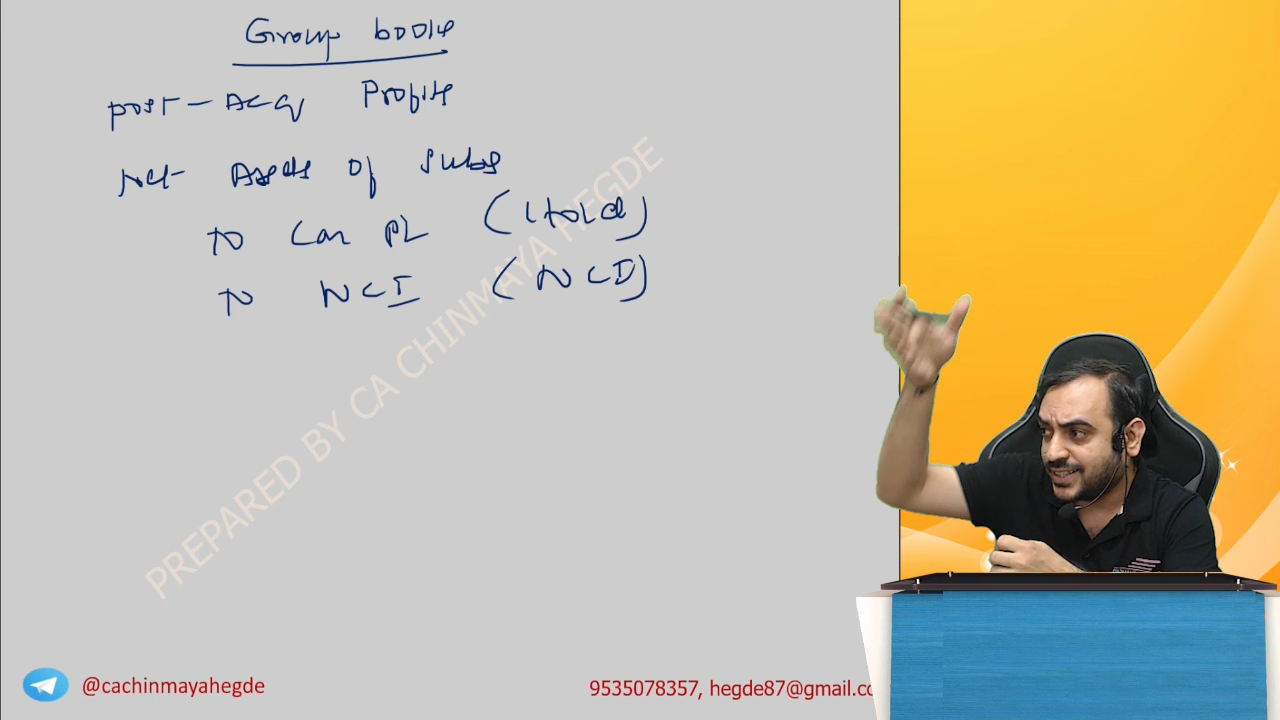 Group books
Post-Acq Profits
Net Assets of Subs
To Con PL (Hold)
To NCI (NCI)
PREPARED BY CA CHINMAYA HEGDE
@cachinmayahegde
9535078357, hegde87@gmail.co